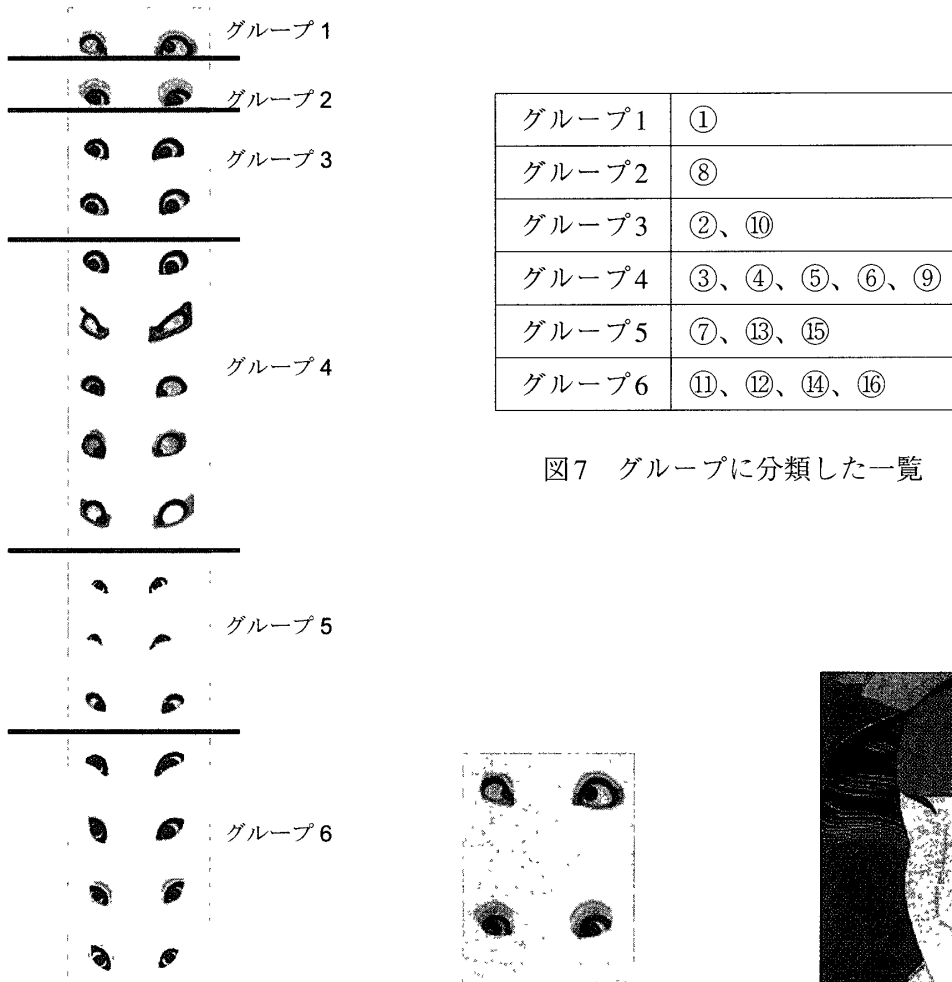 グループ1
グループ2
グループ3
グループ4
グループ5
グループ6
グループ1 ①
グループ2 ⑧
グループ3 ②、⑩
グループ4 ③、④、⑤、⑥、⑨
グループ5 ⑦、⑬、⑮
グループ6 ⑪、⑫、⑭、⑯
図7 グループに分類した一覧